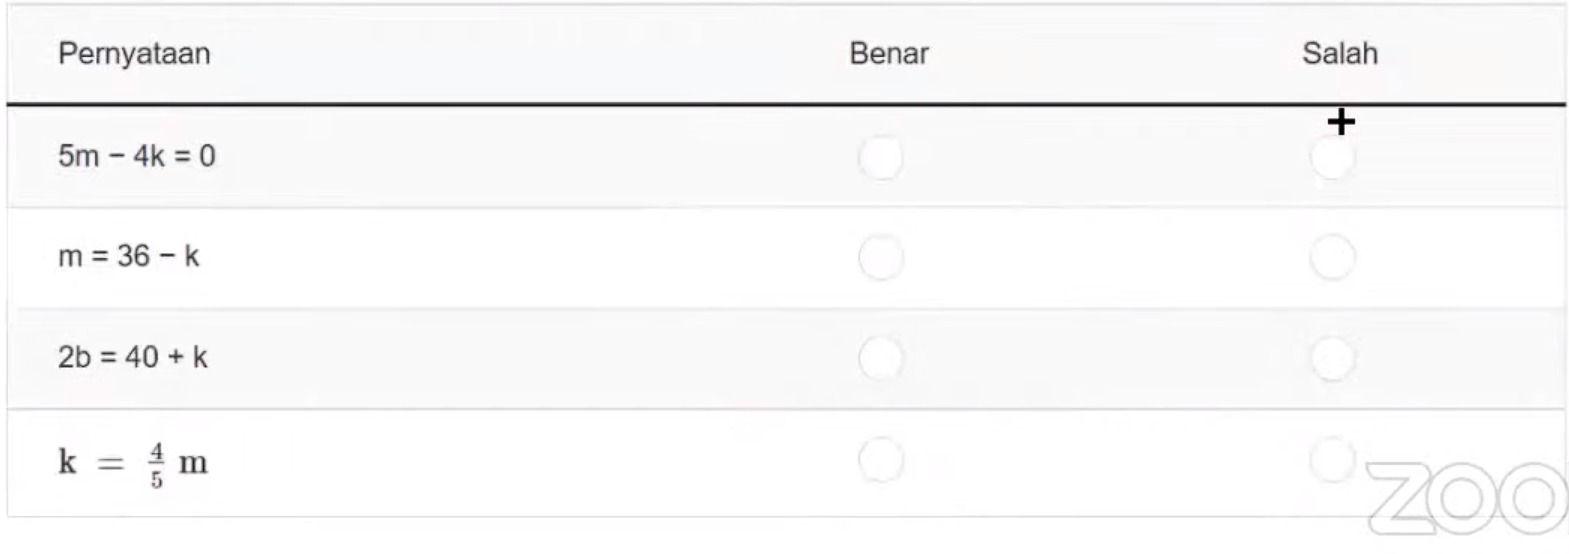 Pernyataan Benar Salah
5m − 4k = 0
m = 36 − k
2b = 40 + k
k = 4/5 m
zoo